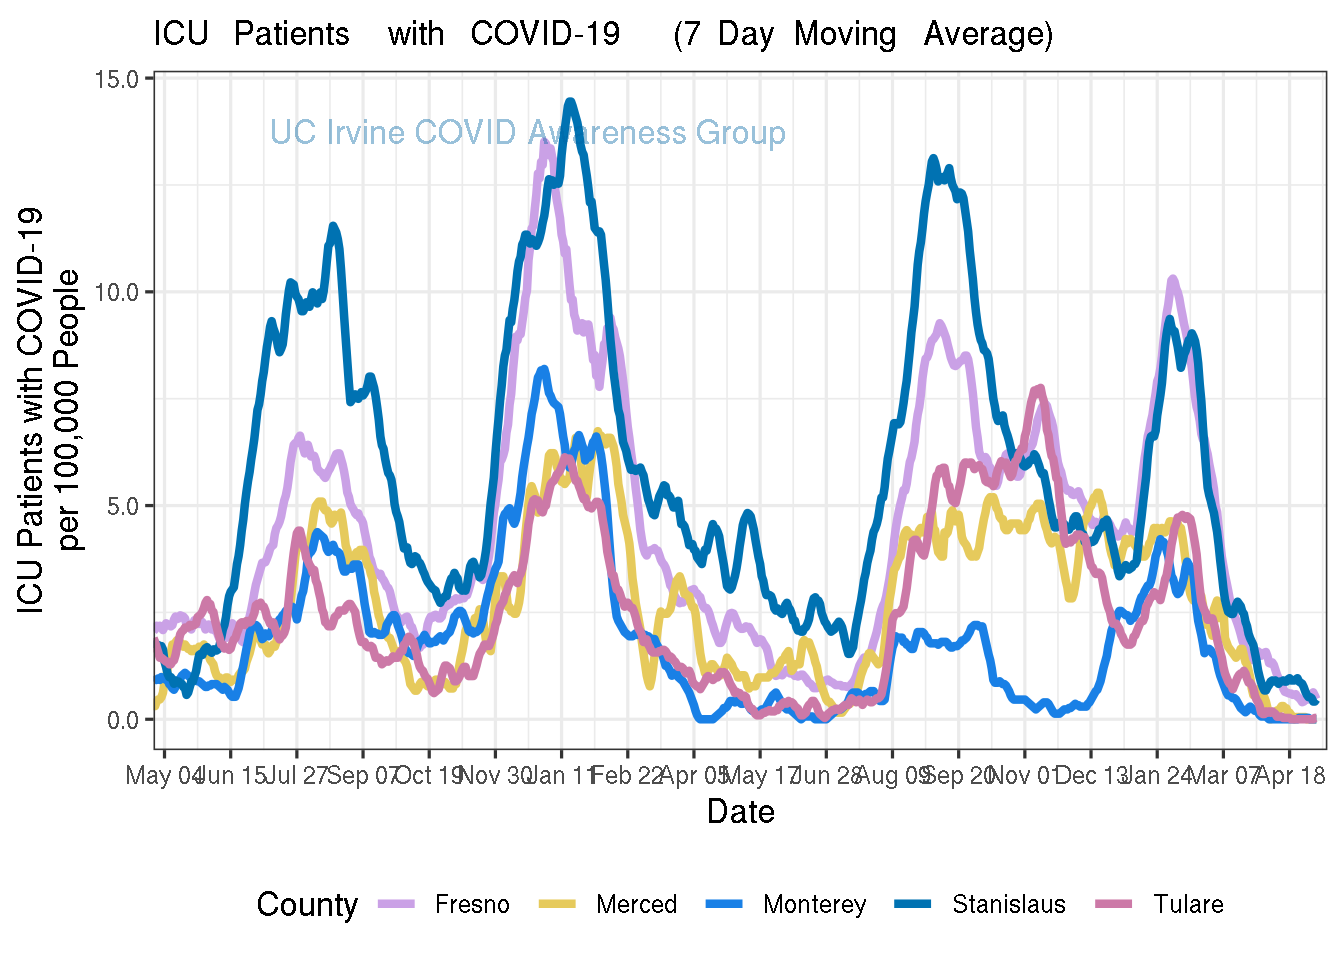 ICU Patients with COVID-19 (7 Day Moving Average)
UC Irvine COVID Awareness Group
ICU Patients with COVID-19
per 100,000 People
15.0
10.0
5.0
0.0
May 04 Jun 15 Jul 27 Sep 07 Oct 19 Nov 30 Jan 11 Feb 22 Apr 05 May 17 Jun 28 Aug 09 Sep 20 Nov 01 Dec 13 Jan 24 Mar 07 Apr 18
Date
County Fresno Merced Monterey Stanislaus Tulare